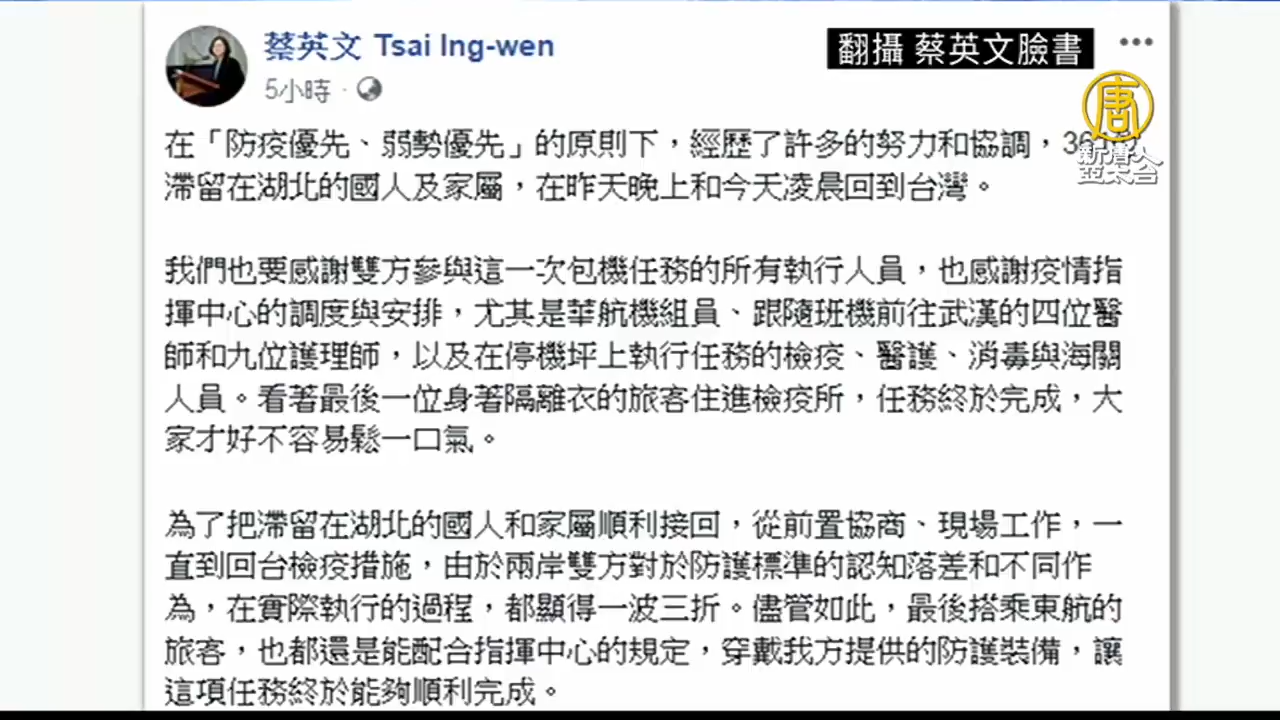 蔡英文 Tsai Ing-wen
翻攝 蔡英文臉書
5小時
唐
新唐人
亞太台
在「防疫優先、弱勢優先」的原則下，經歷了許多的努力和協調，
滯留在湖北的國人及家屬，在昨天晚上和今天凌晨回到台灣。
我們也要感謝雙方參與這一次包機任務的所有執行人員，也感謝疫情指
揮中心的調度與安排，尤其是華航機組員、跟隨班機前往武漢的四位醫
師和九位護理師，以及在停機坪上執行任務的檢疫、醫護、消毒與海關
人員。看著最後一位身著隔離衣的旅客住進檢疫所，任務終於完成，大
家才好不容易鬆一口氣。
為了把滯留在湖北的國人和家屬順利接回，從前置協商、現場工作，一
直到回台檢疫措施，由於兩岸雙方對於防護標準的認知落差和不同作
為，在實際執行的過程，都顯得一波三折。儘管如此，最後搭乘東航的
旅客，也都還是能配合指揮中心的規定，穿戴我方提供的防護裝備，讓
這項任務終於能夠順利完成。